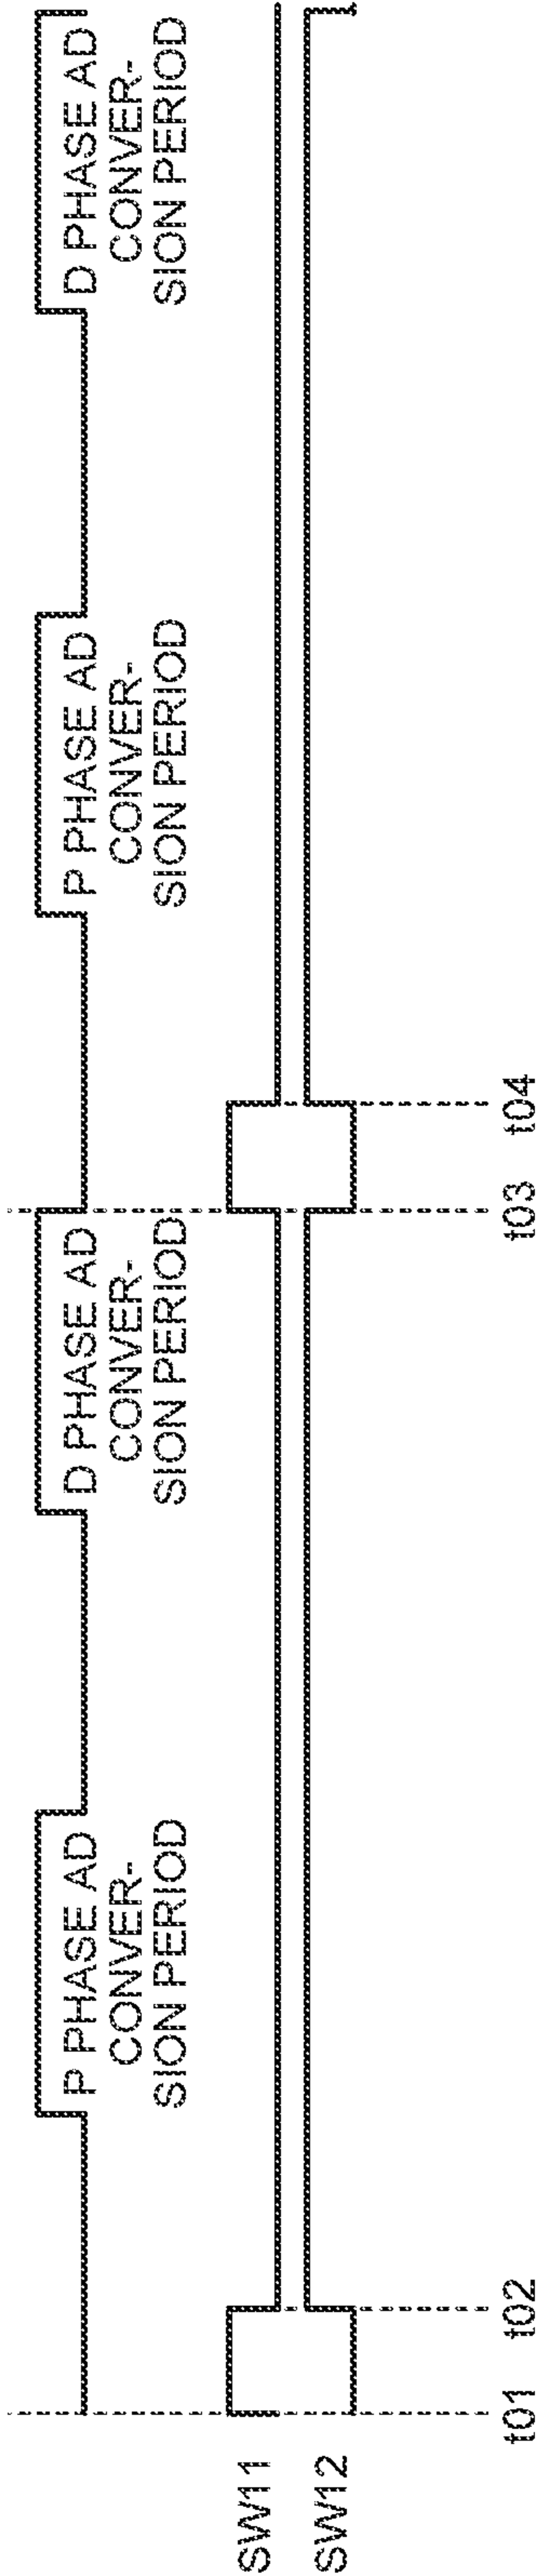 P PHASE AD
CONVER-
SION PERIOD
D PHASE AD
CONVER-
SION PERIOD
P PHASE AD
CONVER-
SION PERIOD
D PHASE AD
CONVER-
SION PERIOD
SW11
SW12
t01
t02
t03
t04